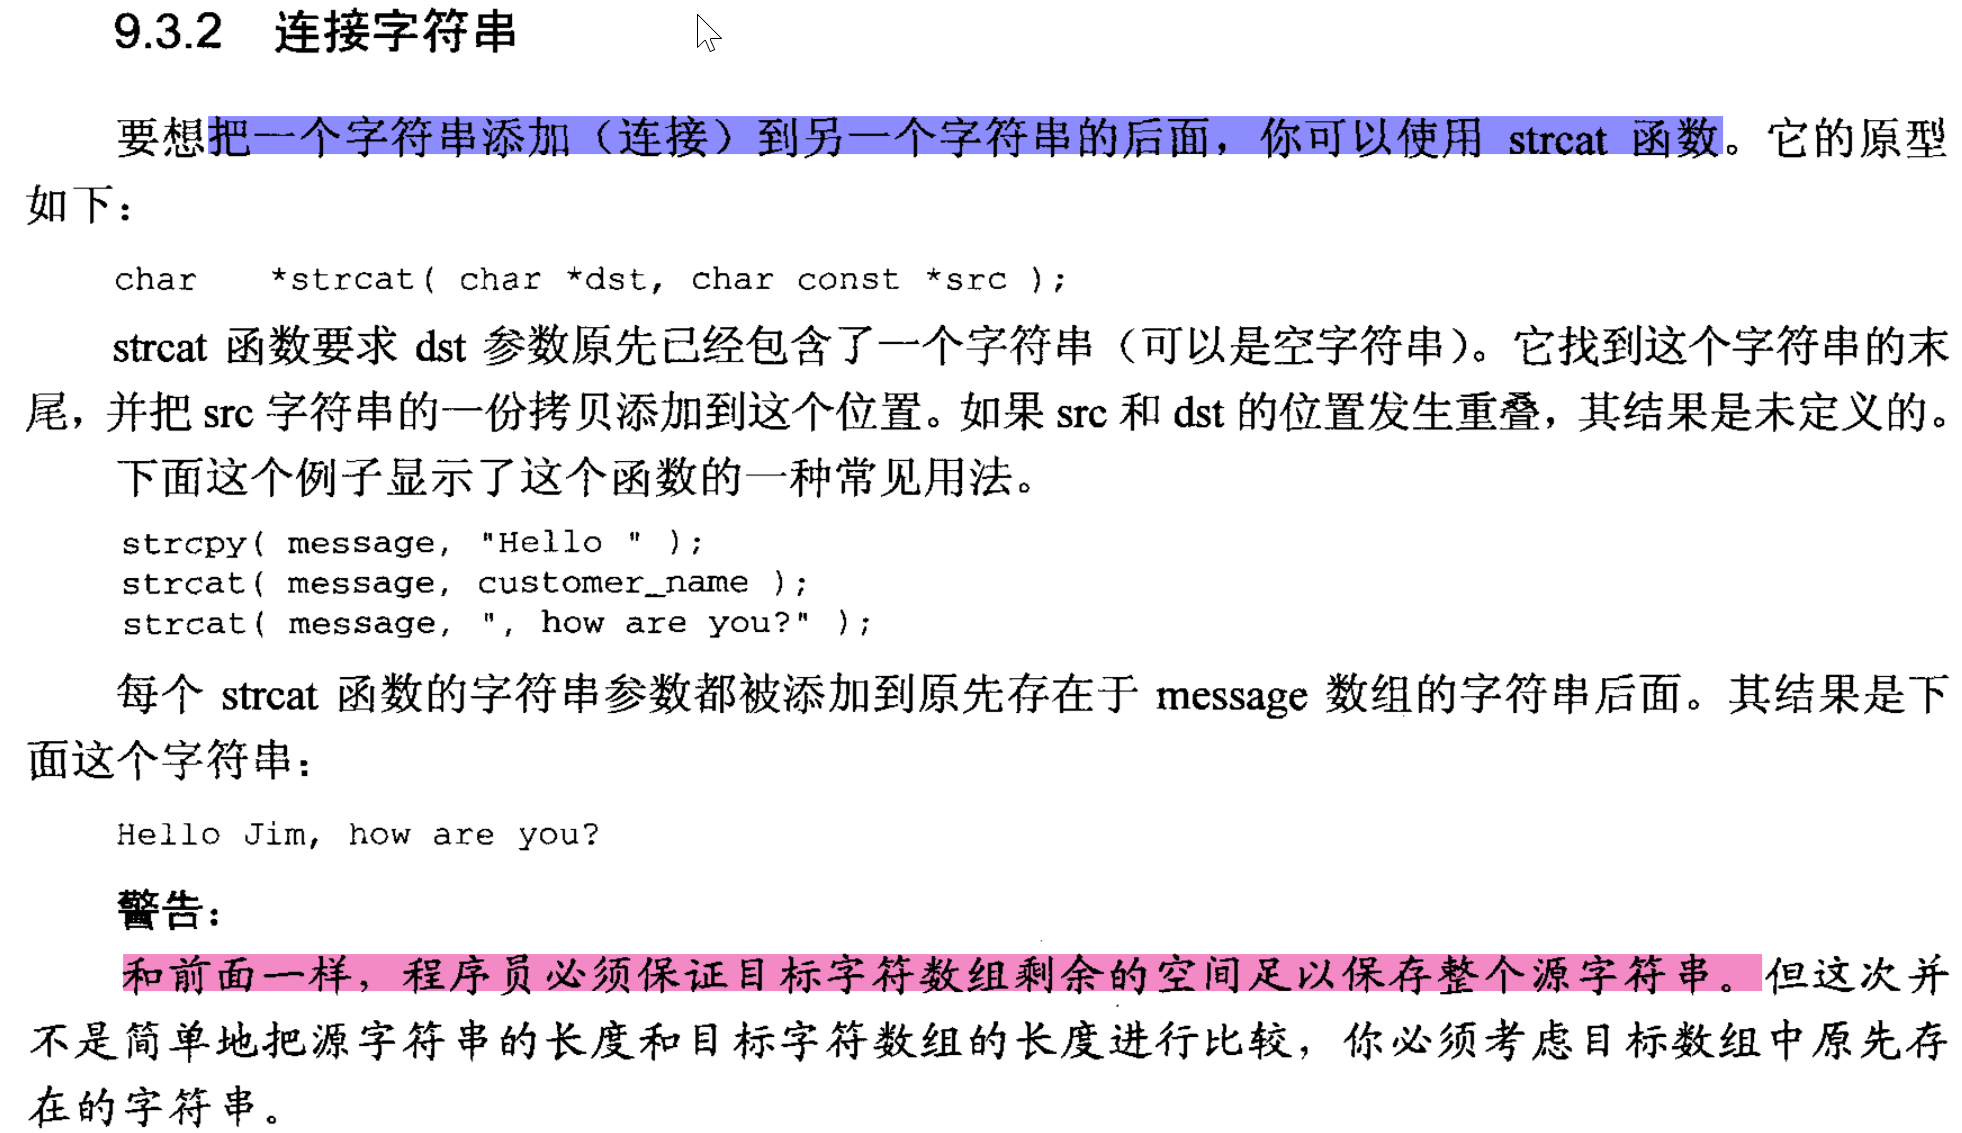 9.3.2 连接字符串
要想把一个字符串添加（连接）到另一个字符串的后面，你可以使用 strcat 函数。它的原型
如下：
char *strcat( char *dst, char const *src );
strcat 函数要求 dst 参数原先已经包含了一个字符串（可以是空字符串）。它找到这个字符串的末
尾，并把 src 字符串的一份拷贝添加到这个位置。如果 src 和 dst 的位置发生重叠，其结果是未定义的。
下面这个例子显示了这个函数的一种常见用法。
strcpy( message, "Hello " );
strcat( message, customer_name );
strcat( message, ", how are you?" );
每个 strcat 函数的字符串参数都被添加到原先存在于 message 数组的字符串后面。其结果是下
面这个字符串：
Hello Jim, how are you?
警告：
和前面一样，程序员必须保证目标字符数组剩余的空间足以保存整个源字符串。但这次并
不是简单地把源字符串的长度和目标字符数组的长度进行比较，你必须考虑目标数组中原先存
在的字符串。